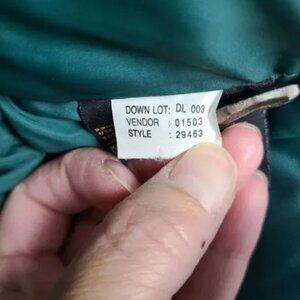 DOWN LOT: DL 003
VENDOR : 01503
STYLE : 29463